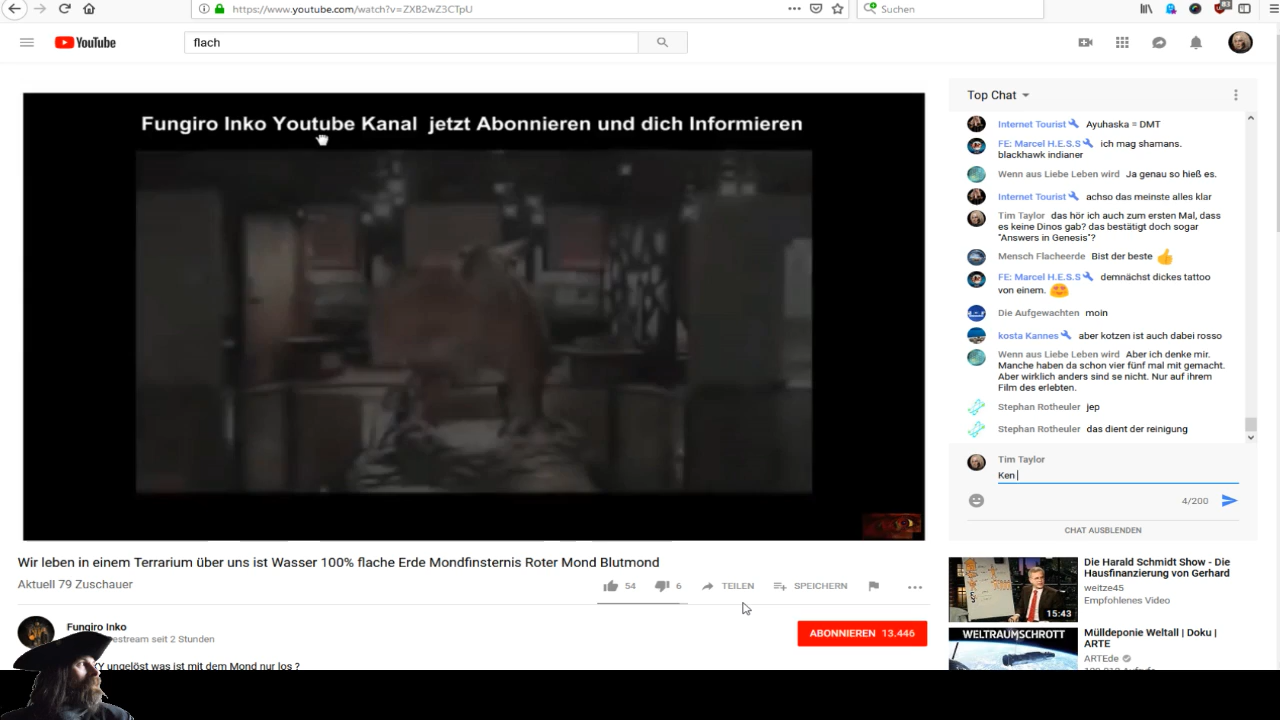 https://www.youtube.com/watch?v=ZXB2wZ3CTpU
Suchen
83
YouTube
flach
Fungiro Inko Youtube Kanal jetzt Abonnieren und dich Informieren
Top Chat
Internet Tourist Ayuhaska = DMT
FE: Marcel H.E.S.S ich mag shamans.
blackhawk indianer
Wenn aus Liebe Leben wird Ja genau so hieß es.
Internet Tourist achso das meinste alles klar
Tim Taylor das hör ich auch zum ersten Mal, dass
es keine Dinos gab? das bestätigt doch sogar
"Answers in Genesis"?
Mensch Flacheerde Bist der beste
FE: Marcel H.E.S.S demnächst dickes tattoo
von einem.
Die Aufgewachten moin
kosta Kannes aber kotzen ist auch dabei rosso
Wenn aus Liebe Leben wird Aber ich denke mir.
Manche haben da schon vier fünf mal mit gemacht.
Aber wirklich anders sind se nicht. Nur auf ihrem
Film des erlebten.
Stephan Rotheuler jep
Stephan Rotheuler das dient der reinigung
Tim Taylor
Ken
4/200
CHAT AUSBLENDEN
Wir leben in einem Terrarium über uns ist Wasser 100% flache Erde Mondfinsternis Roter Mond Blutmond
Aktuell 79 Zuschauer
54
6
TEILEN
SPEICHERN
Fungiro Inko
estream seit 2 Stunden
ABONNIEREN 13.446
Y ungelöst was ist mit dem Mond nur los ?
Die Harald Schmidt Show - Die
Hausfinanzierung von Georgien
weitze45
Empfohlenes Video
15:43
WELTRAUMSCHROTT
Mülldeponie Weltall | Doku |
ARTE
ARTEde